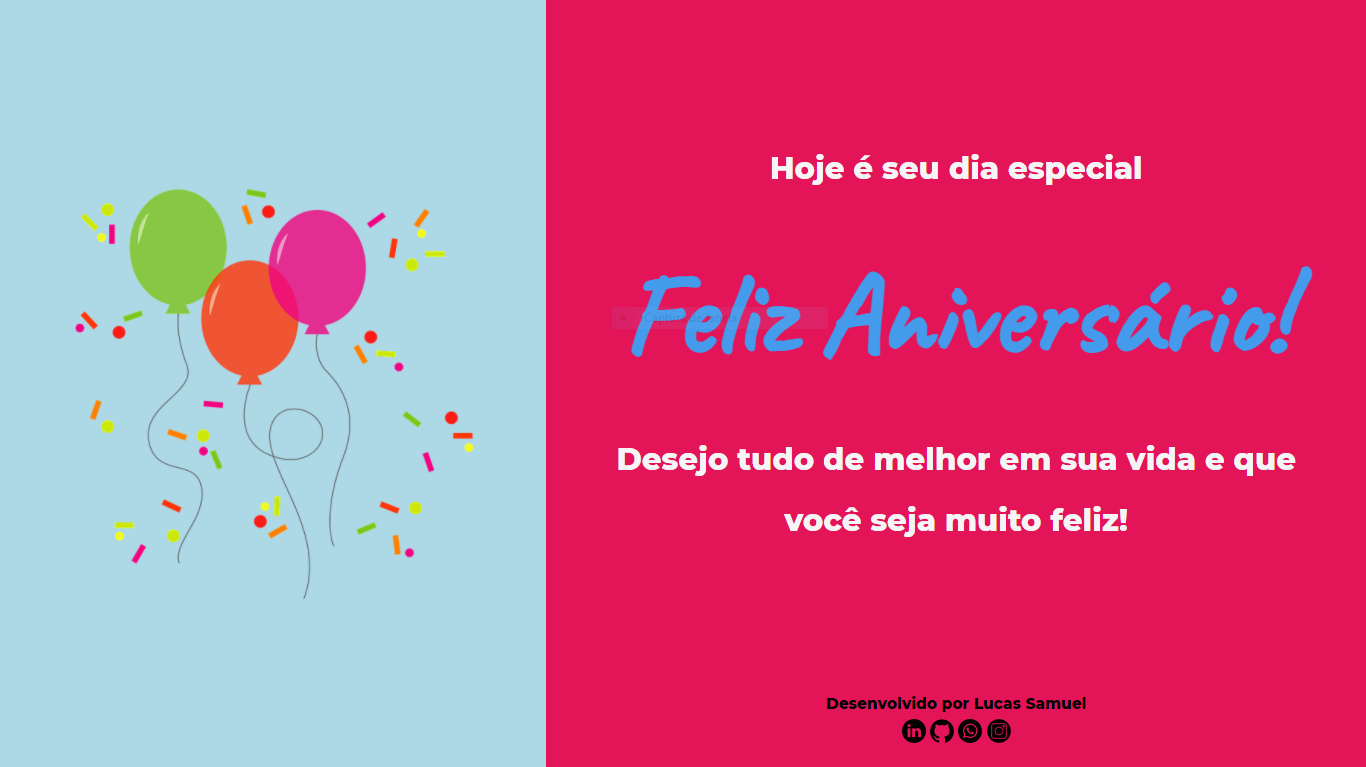 Hoje é seu dia especial
Feliz Aniversário!
Desejo tudo de melhor em sua vida e que
você seja muito feliz!
Desenvolvido por Lucas Samuel